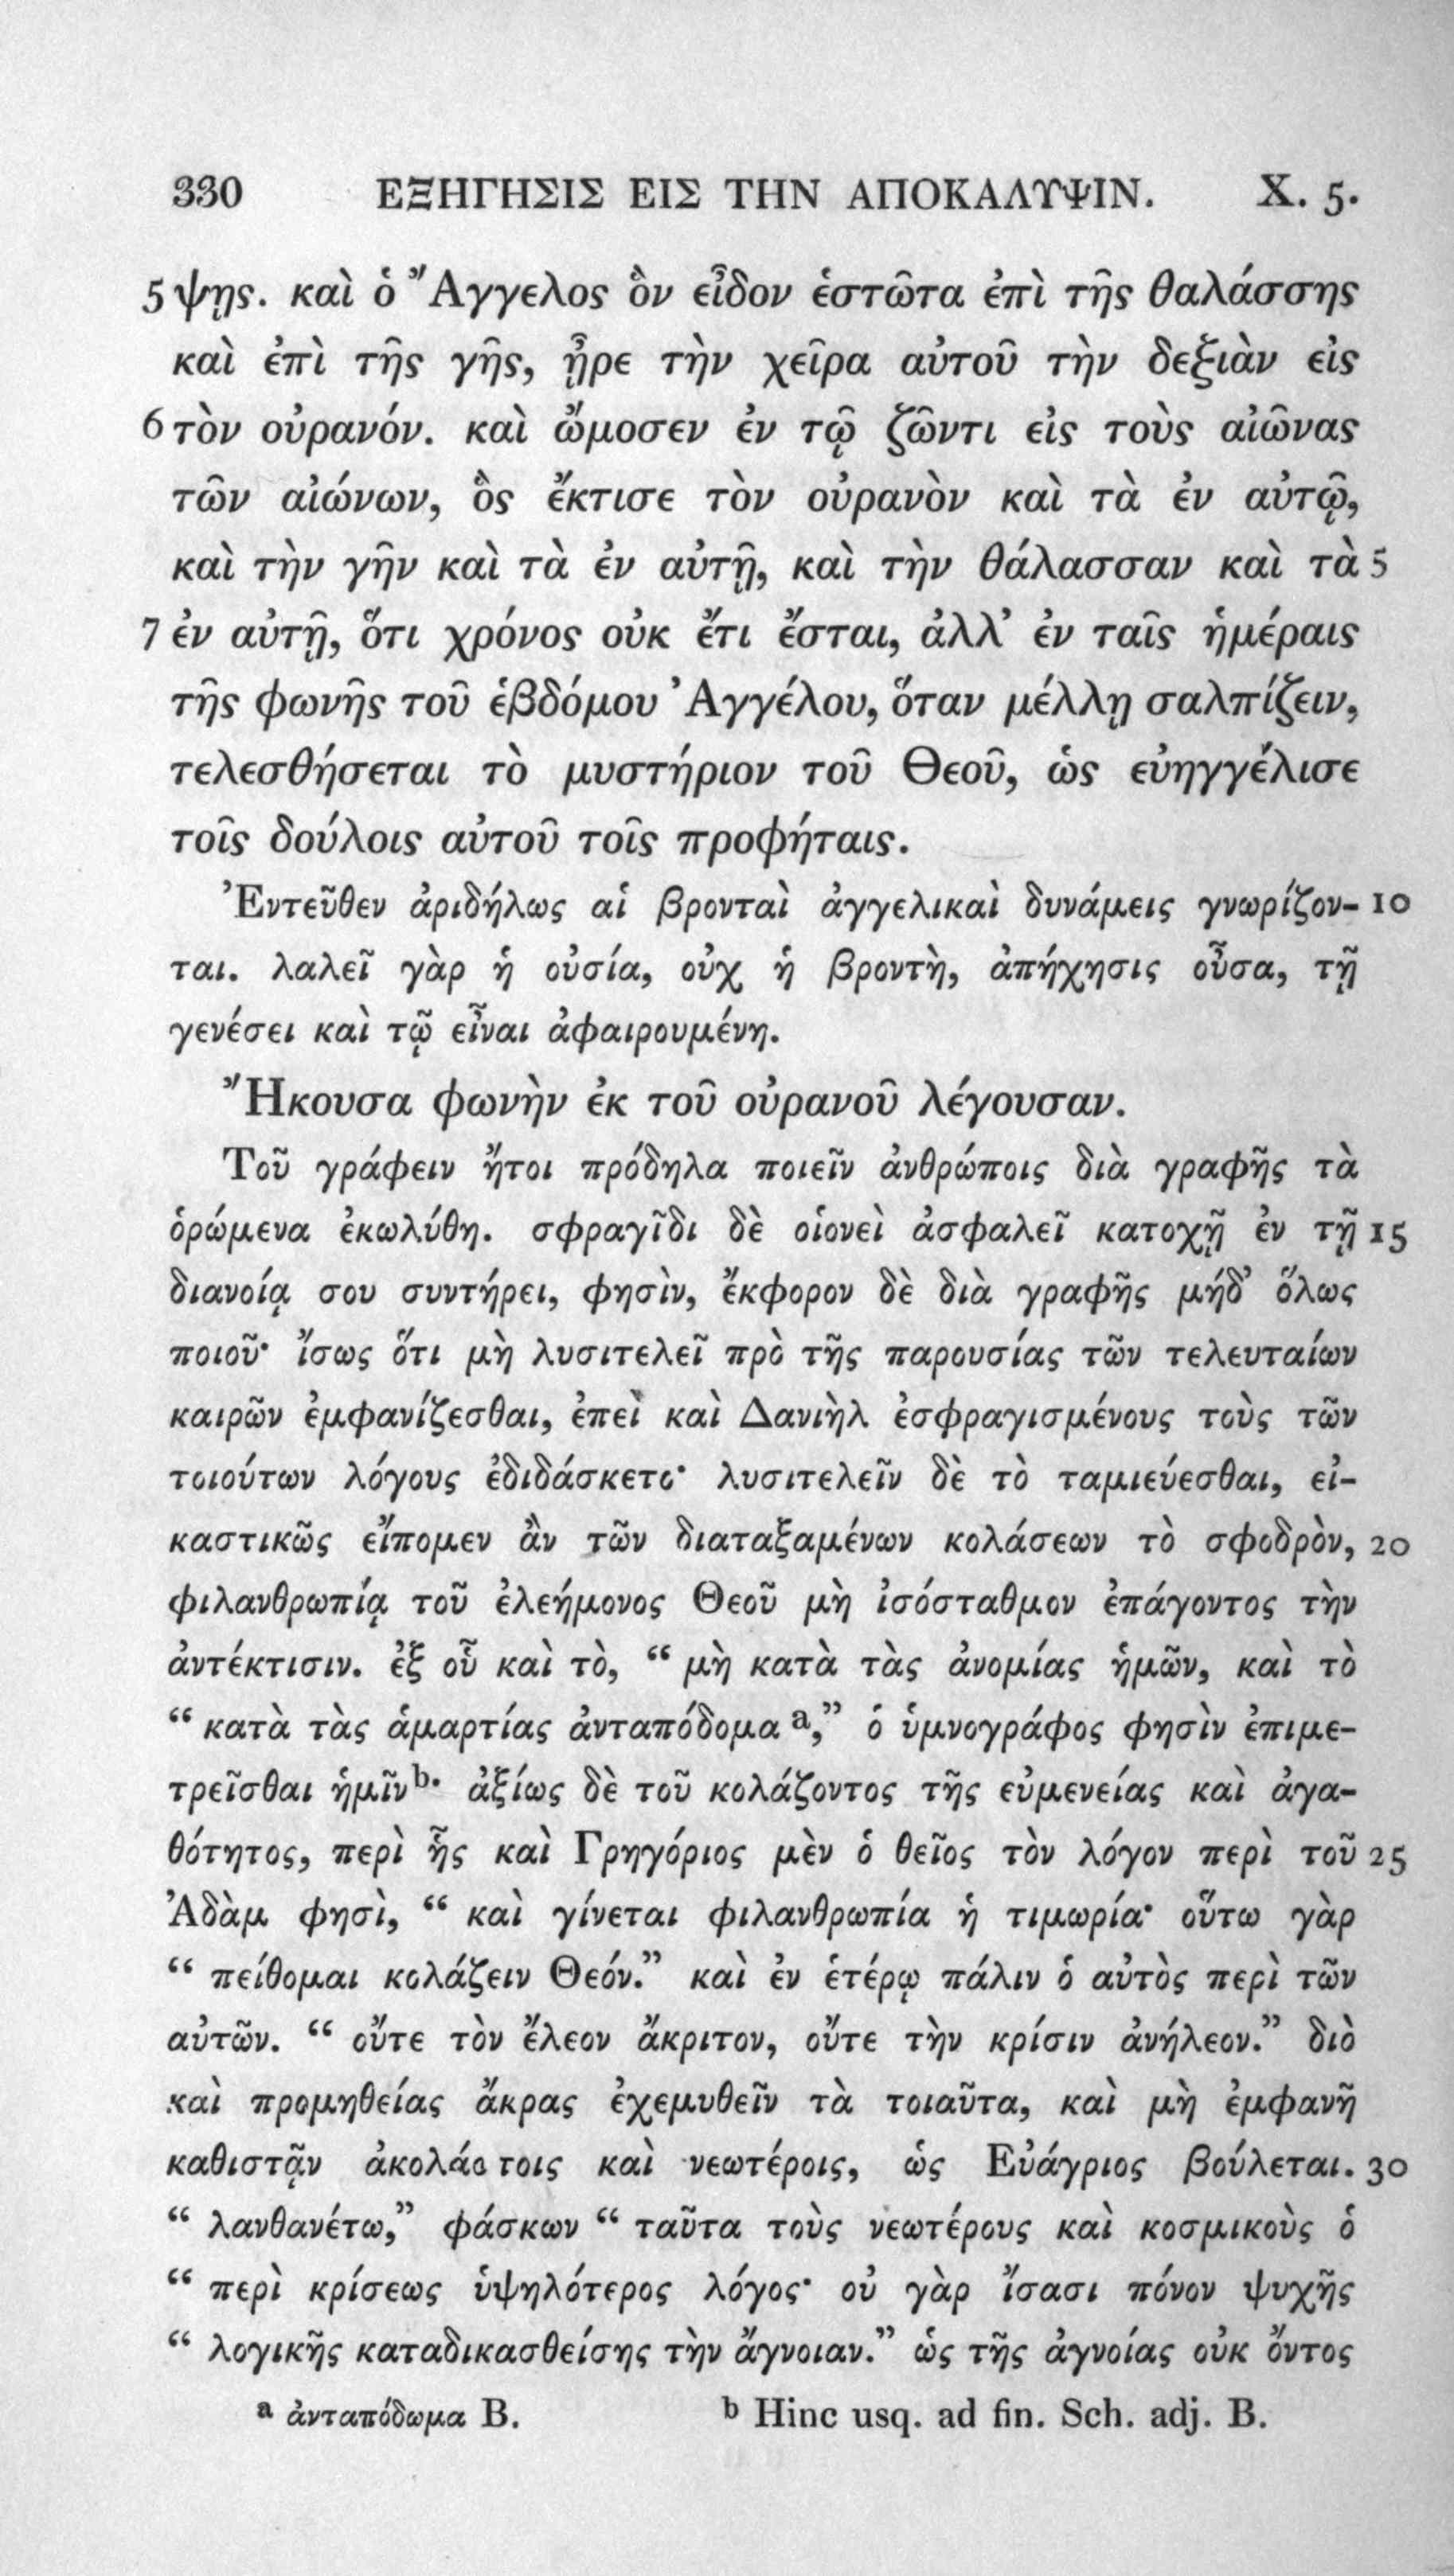 330 ΕΞΗΓΗΣΙΣ ΕΙΣ ΤΗΝ ΑΠΟΚΑΛΥΨΙΝ. X. 5.
5 ψῃς. καὶ ὁ Ἄγγελος ὃν εἶδον ἑστῶτα ἐπὶ τῆς θαλάσσης
καὶ ἐπὶ τῆς γῆς, ᾖρε τὴν χεῖρα αὐτοῦ τὴν δεξιὰν εἰς
6 τὸν οὐρανόν. καὶ ὤμοσεν ἐν τῷ ζῶντι εἰς τοὺς αἰῶνας
τῶν αἰώνων, ὃς ἔκτισε τὸν οὐρανὸν καὶ τὰ ἐν αὐτῷ,
καὶ τὴν γῆν καὶ τὰ ἐν αὐτῇ, καὶ τὴν θάλασσαν καὶ τὰ 5
7 ἐν αὐτῇ, ὅτι χρόνος οὐκ ἔτι ἔσται, ἀλλ’ ἐν ταῖς ἡμέραις
τῆς φωνῆς τοῦ ἑβδόμου Ἀγγέλου, ὅταν μέλλῃ σαλπίζειν,
τελεσθήσεται τὸ μυστήριον τοῦ Θεοῦ, ὡς εὐηγγέλισε
τοῖς δούλοις αὐτοῦ τοῖς προφήταις.
Ἐντεῦθεν ἀριδήλως αἱ βρονταὶ ἀγγελικαὶ δυνάμεις γνωρίζον- 10
ται. λαλεῖ γὰρ ἡ οὐσία, οὐχ ἡ βροντὴ, ἀπήχησις οὖσα, τῇ
γενέσει καὶ τῷ εἶναι ἀφαιρουμένη.
Ἤκουσα φωνὴν ἐκ τοῦ οὐρανοῦ λέγουσαν.
Τοῦ γράφειν ἤτοι πρόδηλα ποιεῖν ἀνθρώποις διὰ γραφῆς τὰ
ὁρώμενα ἐκωλύθη. σφραγῖδι δὲ οἱονεὶ ἀσφαλεῖ κατοχῇ ἐν τῇ 15
διανοίᾳ σου συντήρει, φησὶν, ἔκφορον δὲ διὰ γραφῆς μήδ’ ὅλως
ποιοῦ· ἴσως ὅτι μὴ λυσιτελεῖ πρὸ τῆς παρουσίας τῶν τελευταίων
καιρῶν ἐμφανίζεσθαι, ἐπεὶ καὶ Δανιὴλ ἐσφραγισμένους τοὺς τῶν
τοιούτων λόγους ἐδιδάσκετο· λυσιτελεῖν δὲ τὸ ταμιεύεσθαι, εἰ-
καστικῶς εἴπομεν ἂν τῶν διαταξαμένων κολάσεων τὸ σφοδρὸν, 20
φιλανθρωπίᾳ τοῦ ἐλεήμονος Θεοῦ μὴ ἰσόσταθμον ἐπάγοντος τὴν
ἀντέκτισιν. ἐξ οὗ καὶ τὸ, “ μὴ κατὰ τὰς ἀνομίας ἡμῶν, καὶ τὸ
“ κατὰ τὰς ἁμαρτίας ἀνταπόδομα a,” ὁ ὑμνογράφος φησὶν ἐπιμε-
τρεῖσθαι ἡμῖν b· ἀξίως δὲ τοῦ κολάζοντος τῆς εὐμενείας καὶ ἀγα-
θότητος, περὶ ἧς καὶ Γρηγόριος μὲν ὁ θεῖος τὸν λόγον περὶ τοῦ 25
Ἀδὰμ φησὶ, “ καὶ γίνεται φιλανθρωπία ἡ τιμωρία· οὕτω γὰρ
“ πείθομαι κολάζειν Θεόν.” καὶ ἐν ἑτέρῳ πάλιν ὁ αὐτὸς περὶ τῶν
αὐτῶν. “ οὔτε τὸν ἔλεον ἄκριτον, οὔτε τὴν κρίσιν ἀνήλεον.” διὸ
καὶ προμηθείας ἄκρας ἐχεμυθεῖν τὰ τοιαῦτα, καὶ μὴ ἐμφανῆ
καθιστᾷν ἀκολάστοις καὶ νεωτέροις, ὡς Εὐάγριος βούλεται. 30
“ λανθανέτω,” φάσκων “ ταῦτα τοὺς νεωτέρους καὶ κοσμικοὺς ὁ
“ περὶ κρίσεως ὑψηλότερος λόγος· οὐ γὰρ ἴσασι πόνον ψυχῆς
“ λογικῆς καταδικασθείσης τὴν ἄγνοιαν.” ὡς τῆς ἀγνοίας οὐκ ὄντος
a ἀνταπόδωμα B. b Hinc usq. ad fin. Sch. adj. B.